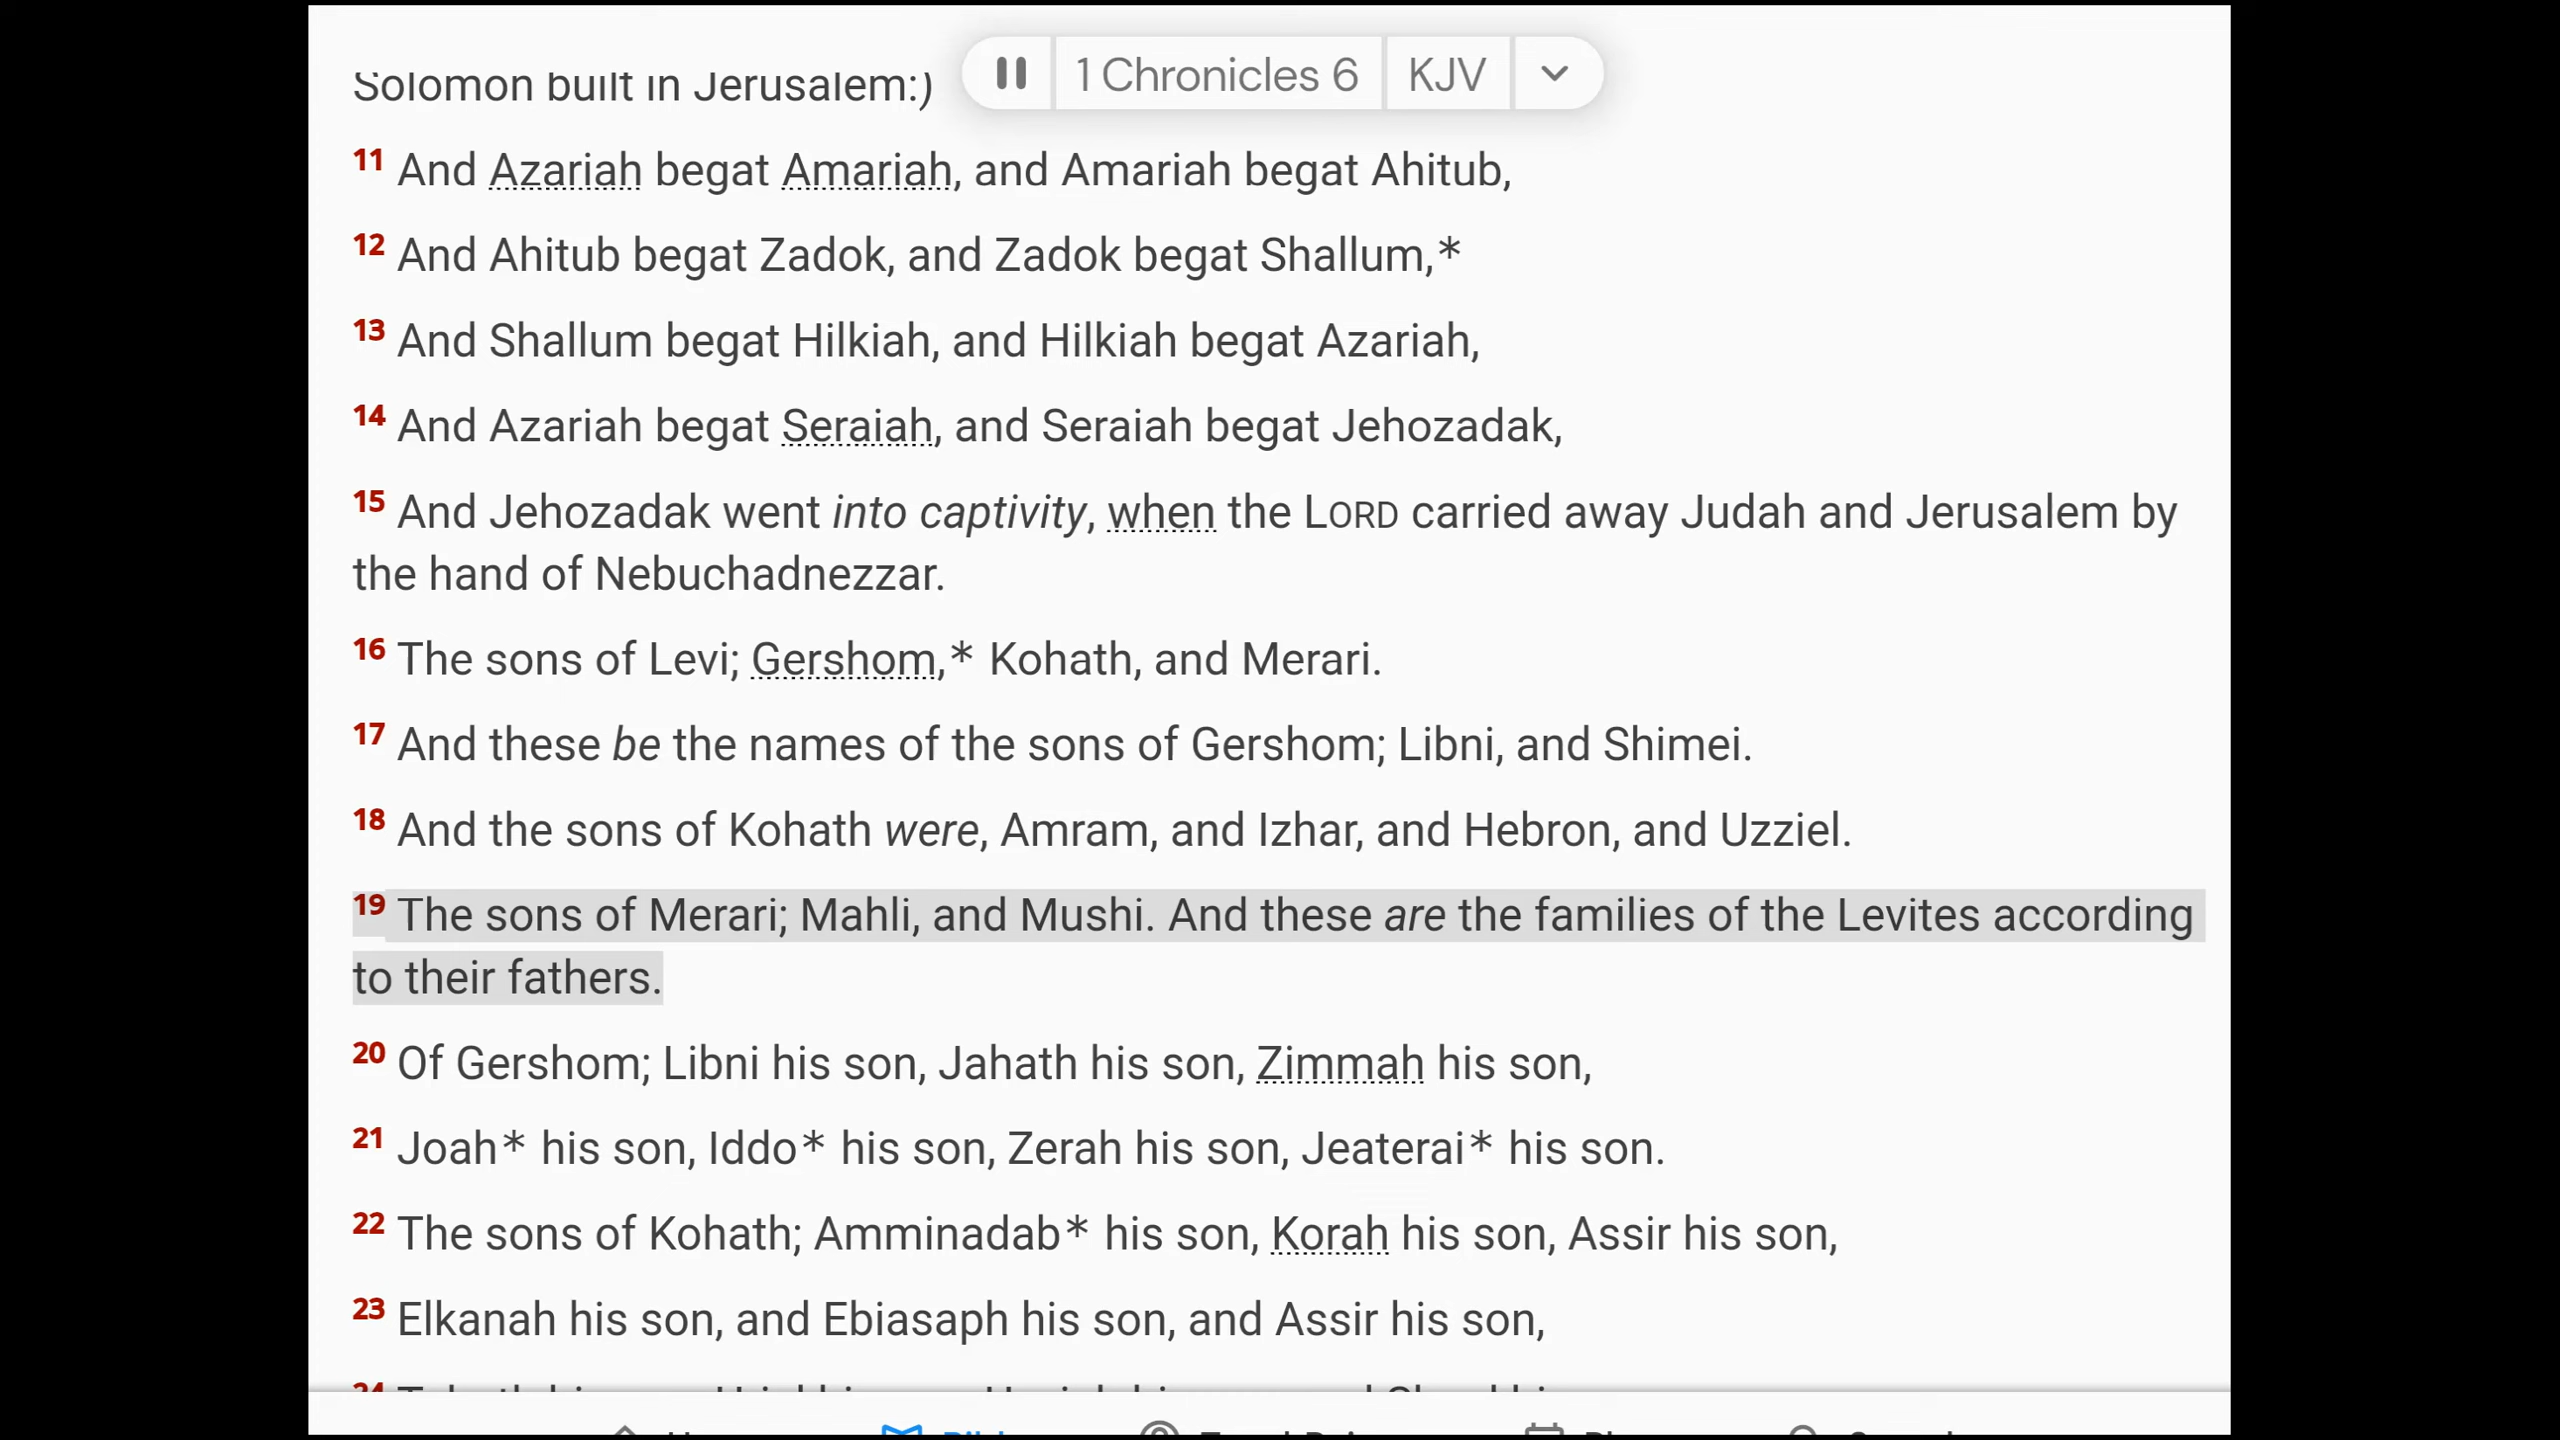 Solomon built in Jerusalem:)
1 Chronicles 6 KJV
11 And Azariah begat Amariah, and Amariah begat Ahitub,
12 And Ahitub begat Zadok, and Zadok begat Shallum,*
13 And Shallum begat Hilkiah, and Hilkiah begat Azariah,
14 And Azariah begat Seraiah, and Seraiah begat Jehozadak,
15 And Jehozadak went into captivity, when the LORD carried away Judah and Jerusalem by
the hand of Nebuchadnezzar.
16 The sons of Levi; Gershom,* Kohath, and Merari.
17 And these be the names of the sons of Gershom; Libni, and Shimei.
18 And the sons of Kohath were, Amram, and Izhar, and Hebron, and Uzziel.
19 The sons of Merari; Mahli, and Mushi. And these are the families of the Levites according
to their fathers.
20 Of Gershom; Libni his son, Jahath his son, Zimmah his son,
21 Joah* his son, Iddo* his son, Zerah his son, Jeaterai* his son.
22 The sons of Kohath; Amminadab* his son, Korah his son, Assir his son,
23 Elkanah his son, and Ebiasaph his son, and Assir his son,